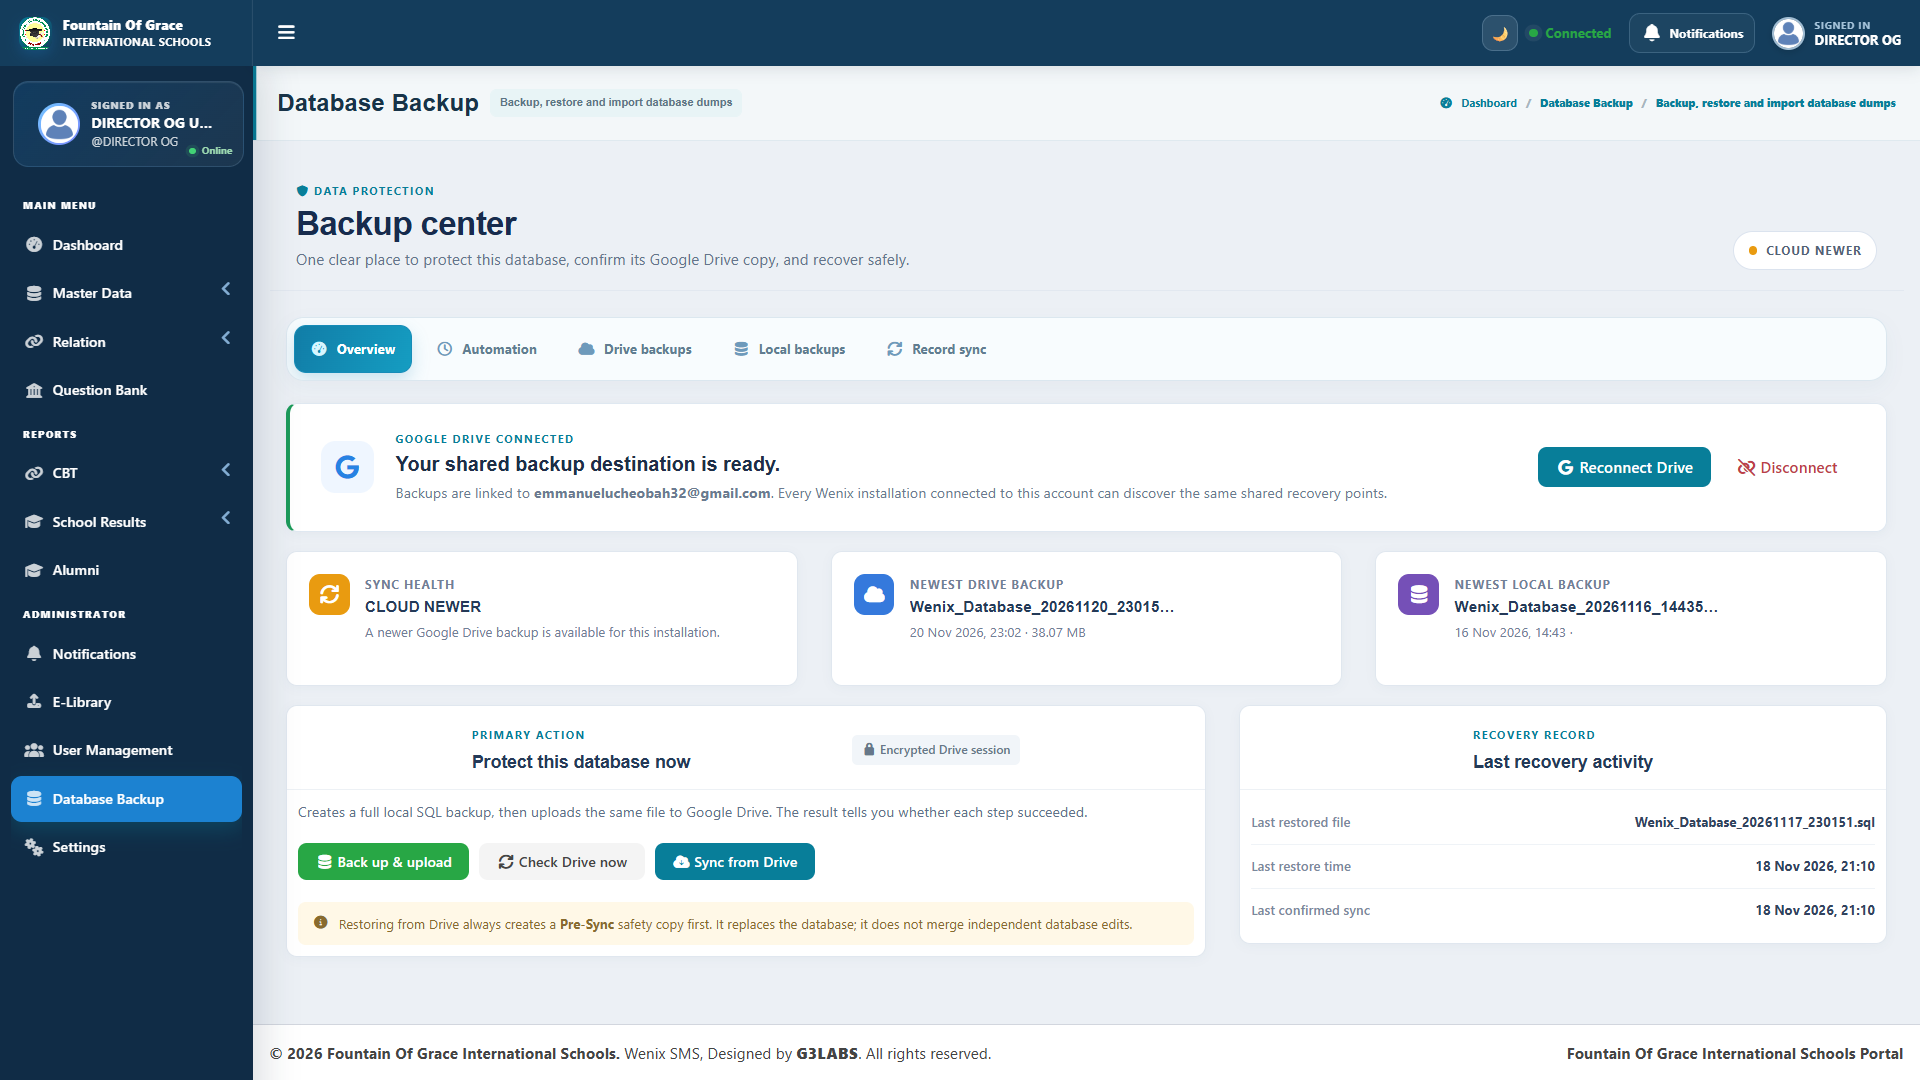 Fountain Of Grace
INTERNATIONAL SCHOOLS
Connected
Notifications
SIGNED IN
DIRECTOR OG
SIGNED IN AS
DIRECTOR OG U...
@DIRECTOR OG
Online
MAIN MENU
Dashboard
Master Data
Relation
Question Bank
REPORTS
CBT
School Results
Alumni
ADMINISTRATOR
Notifications
E-Library
User Management
Database Backup
Settings
Database Backup
Backup, restore and import database dumps
Dashboard / Database Backup / Backup, restore and import database dumps
DATA PROTECTION
Backup center
One clear place to protect this database, confirm its Google Drive copy, and recover safely.
CLOUD NEWER
Overview
Automation
Drive backups
Local backups
Record sync
GOOGLE DRIVE CONNECTED
Your shared backup destination is ready.
Backups are linked to emmanuelucheobah32@gmail.com. Every Wenix installation connected to this account can discover the same shared recovery points.
Reconnect Drive
Disconnect
SYNC HEALTH
CLOUD NEWER
A newer Google Drive backup is available for this installation.
NEWEST DRIVE BACKUP
Wenix_Database_20261120_23015...
20 Nov 2026, 23:02 · 38.07 MB
NEWEST LOCAL BACKUP
Wenix_Database_20261116_14435...
16 Nov 2026, 14:43 ·
PRIMARY ACTION
Protect this database now
Encrypted Drive session
Creates a full local SQL backup, then uploads the same file to Google Drive. The result tells you whether each step succeeded.
Back up & upload
Check Drive now
Sync from Drive
Restoring from Drive always creates a Pre-Sync safety copy first. It replaces the database; it does not merge independent database edits.
RECOVERY RECORD
Last recovery activity
Last restored file
Wenix_Database_20261117_230151.sql
Last restore time
18 Nov 2026, 21:10
Last confirmed sync
18 Nov 2026, 21:10
© 2026 Fountain Of Grace International Schools. Wenix SMS, Designed by G3LABS. All rights reserved.
Fountain Of Grace International Schools Portal